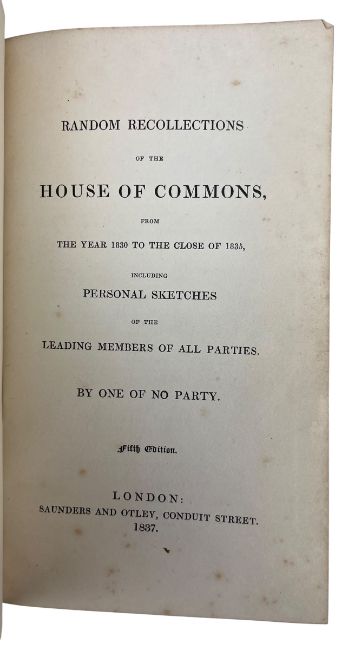 RANDOM RECOLLECTIONS
OF THE
HOUSE OF COMMONS,
FROM
THE YEAR 1830 TO THE CLOSE OF 1835,
INCLUDING
PERSONAL SKETCHES
OF THE
LEADING MEMBERS OF ALL PARTIES.
BY ONE OF NO PARTY.
Fifth Edition.
LONDON:
SAUNDERS AND OTLEY, CONDUIT STREET.
1837.